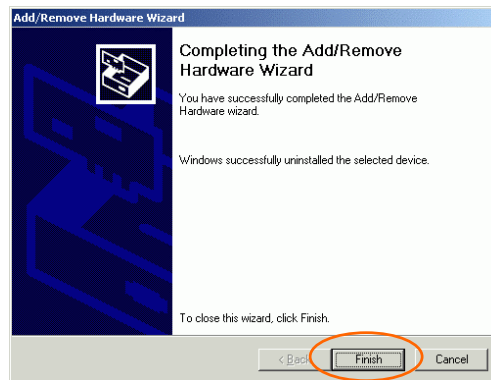 Add/Remove Hardware Wizard
Completing the Add/Remove
Hardware Wizard
You have successfully completed the Add/Remove
Hardware wizard.
Windows successfully uninstalled the selected device.
To close this wizard, click Finish.
< Back Finish Cancel